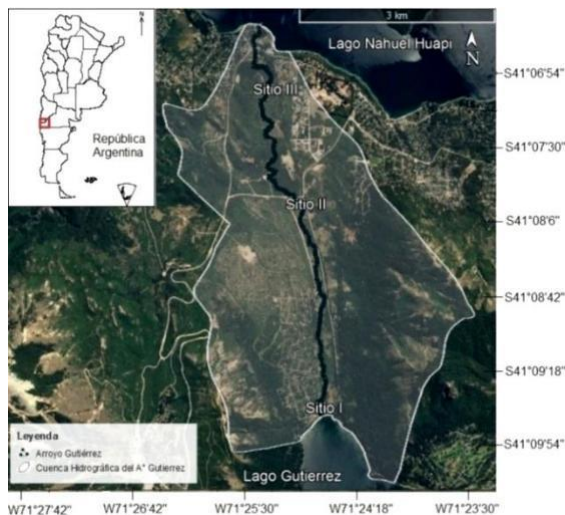 3 km
Lago Nahuel Huapi
N
República
Argentina
Sitio III
Sitio II
Sitio I
Lago Gutierrez
Leyenda
Arroyo Gutiérrez
Cuenca Hidrográfica del A° Gutierrez
S41°06'54"
S41°07'30"
S41°08'6"
S41°08'42"
S41°09'18"
S41°09'54"
W71°27'42"
W71°26'42"
W71°25'30"
W71°24'18"
W71°23'30"